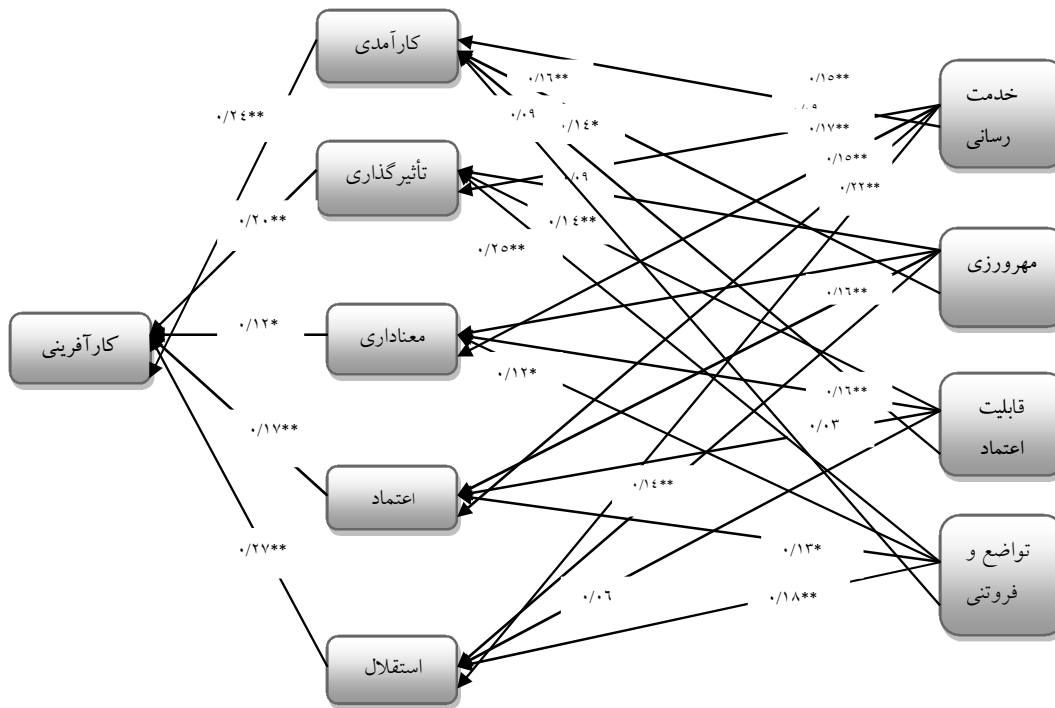 خدمت
رسانی
مهرورزی
قابلیت
اعتماد
تواضع و
فروتنی
کارآمدی
تأثیرگذاری
معناداری
اعتماد
استقلال
کارآفرینی
۰/۱۵**
۰/۱۷**
۰/۱۵**
۰/۲۲**
۰/۱۶**
۰/۰۹
۰/۱۴*
۰/۰۹
۰/۱۴**
۰/۲۵**
۰/۱۶**
۰/۱۲*
۰/۱۶**
۰/۰۳
۰/۱۴**
۰/۱۳*
۰/۰۶
۰/۱۸**
۰/۲٤**
۰/۲۰**
۰/۱۲*
۰/۱۷**
۰/۲۷**